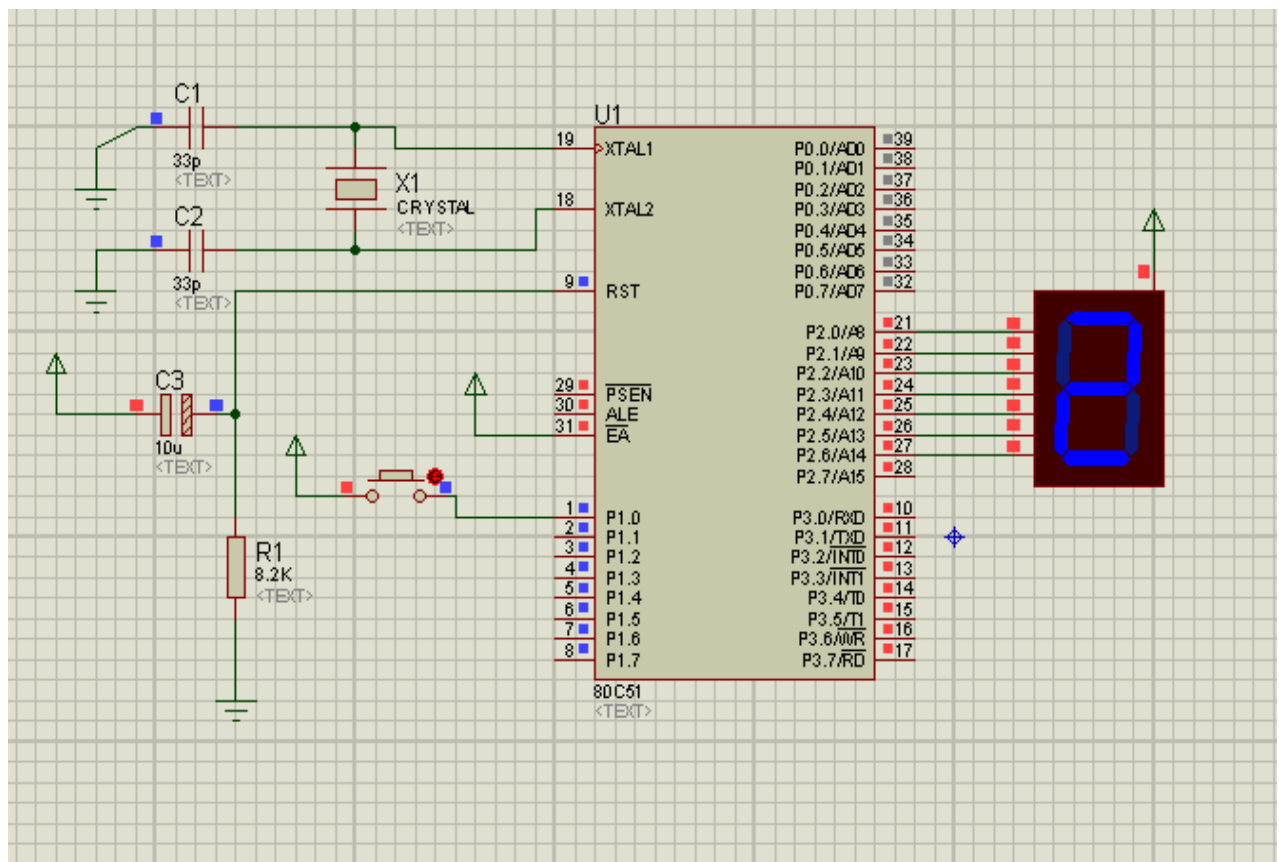 C1
33p
<TEXT>
C2
33p
<TEXT>
X1
CRYSTAL
<TEXT>
C3
10u
<TEXT>
R1
8.2K
<TEXT>
U1
19 XTAL1
18 XTAL2
9 RST
29 PSEN
30 ALE
31 EA
1 P1.0
2 P1.1
3 P1.2
4 P1.3
5 P1.4
6 P1.5
7 P1.6
8 P1.7
P0.0/AD0 39
P0.1/AD1 38
P0.2/AD2 37
P0.3/AD3 36
P0.4/AD4 35
P0.5/AD5 34
P0.6/AD6 33
P0.7/AD7 32
P2.0/A8 21
P2.1/A9 22
P2.2/A10 23
P2.3/A11 24
P2.4/A12 25
P2.5/A13 26
P2.6/A14 27
P2.7/A15 28
P3.0/RXD 10
P3.1/TXD 11
P3.2/INT0 12
P3.3/INT1 13
P3.4/T0 14
P3.5/T1 15
P3.6/WR 16
P3.7/RD 17
80C51
<TEXT>
2